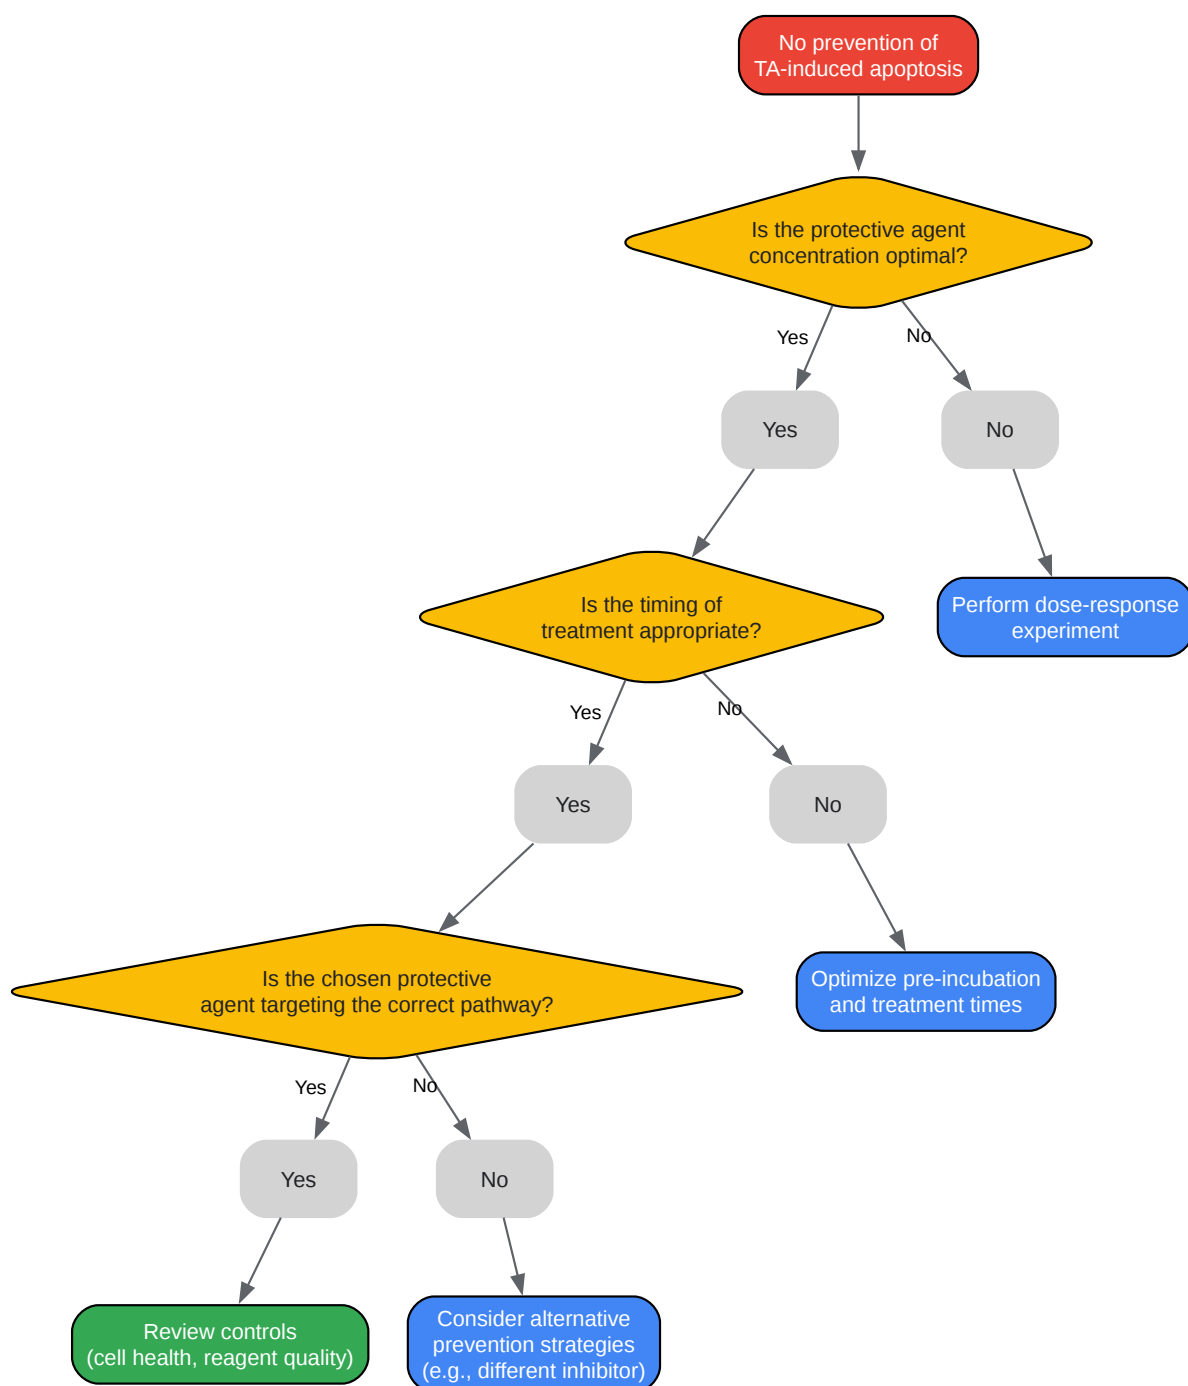 No prevention of
TA-induced apoptosis
Is the protective agent
concentration optimal?
Yes
No
Yes
No
Is the timing of
treatment appropriate?
Perform dose-response
experiment
Yes
No
Yes
No
Is the chosen protective
agent targeting the correct pathway?
Optimize pre-incubation
and treatment times
Yes
No
Yes
No
Review controls
(cell health, reagent quality)
Consider alternative
prevention strategies
(e.g., different inhibitor)